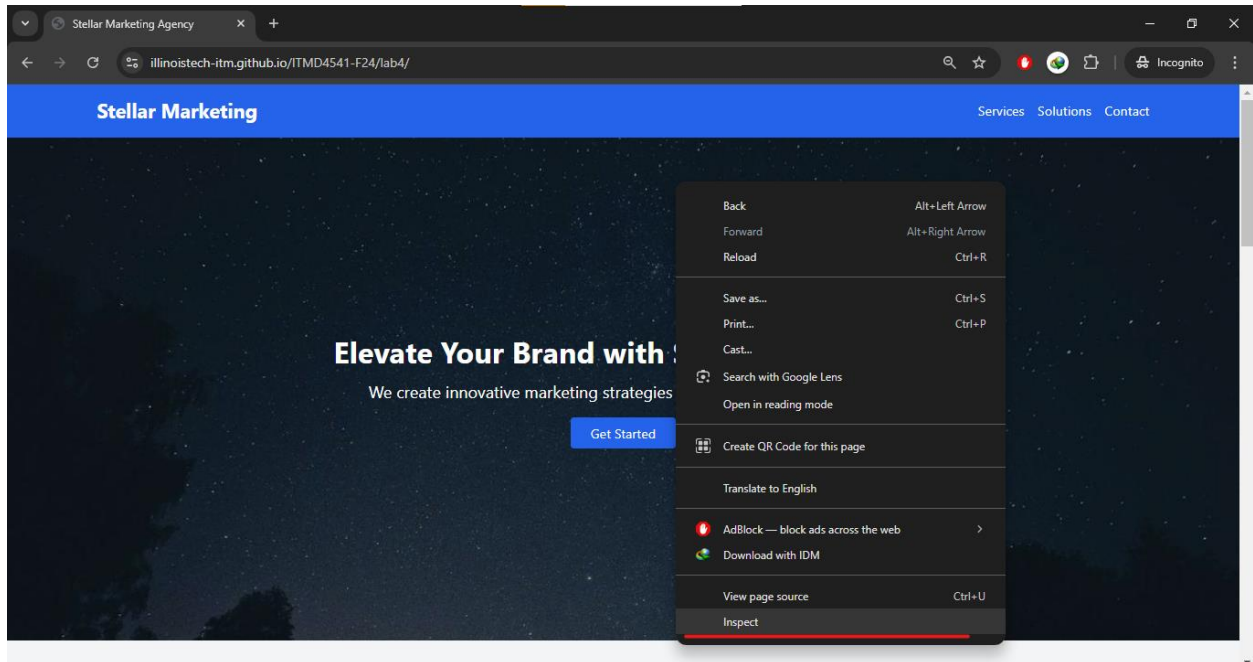 Stellar Marketing Agency
illinoistech-itm.github.io/ITMD4541-F24/lab4/
Incognito
Stellar Marketing
Services Solutions Contact
Back Alt+Left Arrow
Forward Alt+Right Arrow
Reload Ctrl+R
Save as... Ctrl+S
Print... Ctrl+P
Cast...
Search with Google Lens
Open in reading mode
Create QR Code for this page
Translate to English
AdBlock — block ads across the web
Download with IDM
View page source Ctrl+U
Inspect
Elevate Your Brand with
We create innovative marketing strategies
Get Started